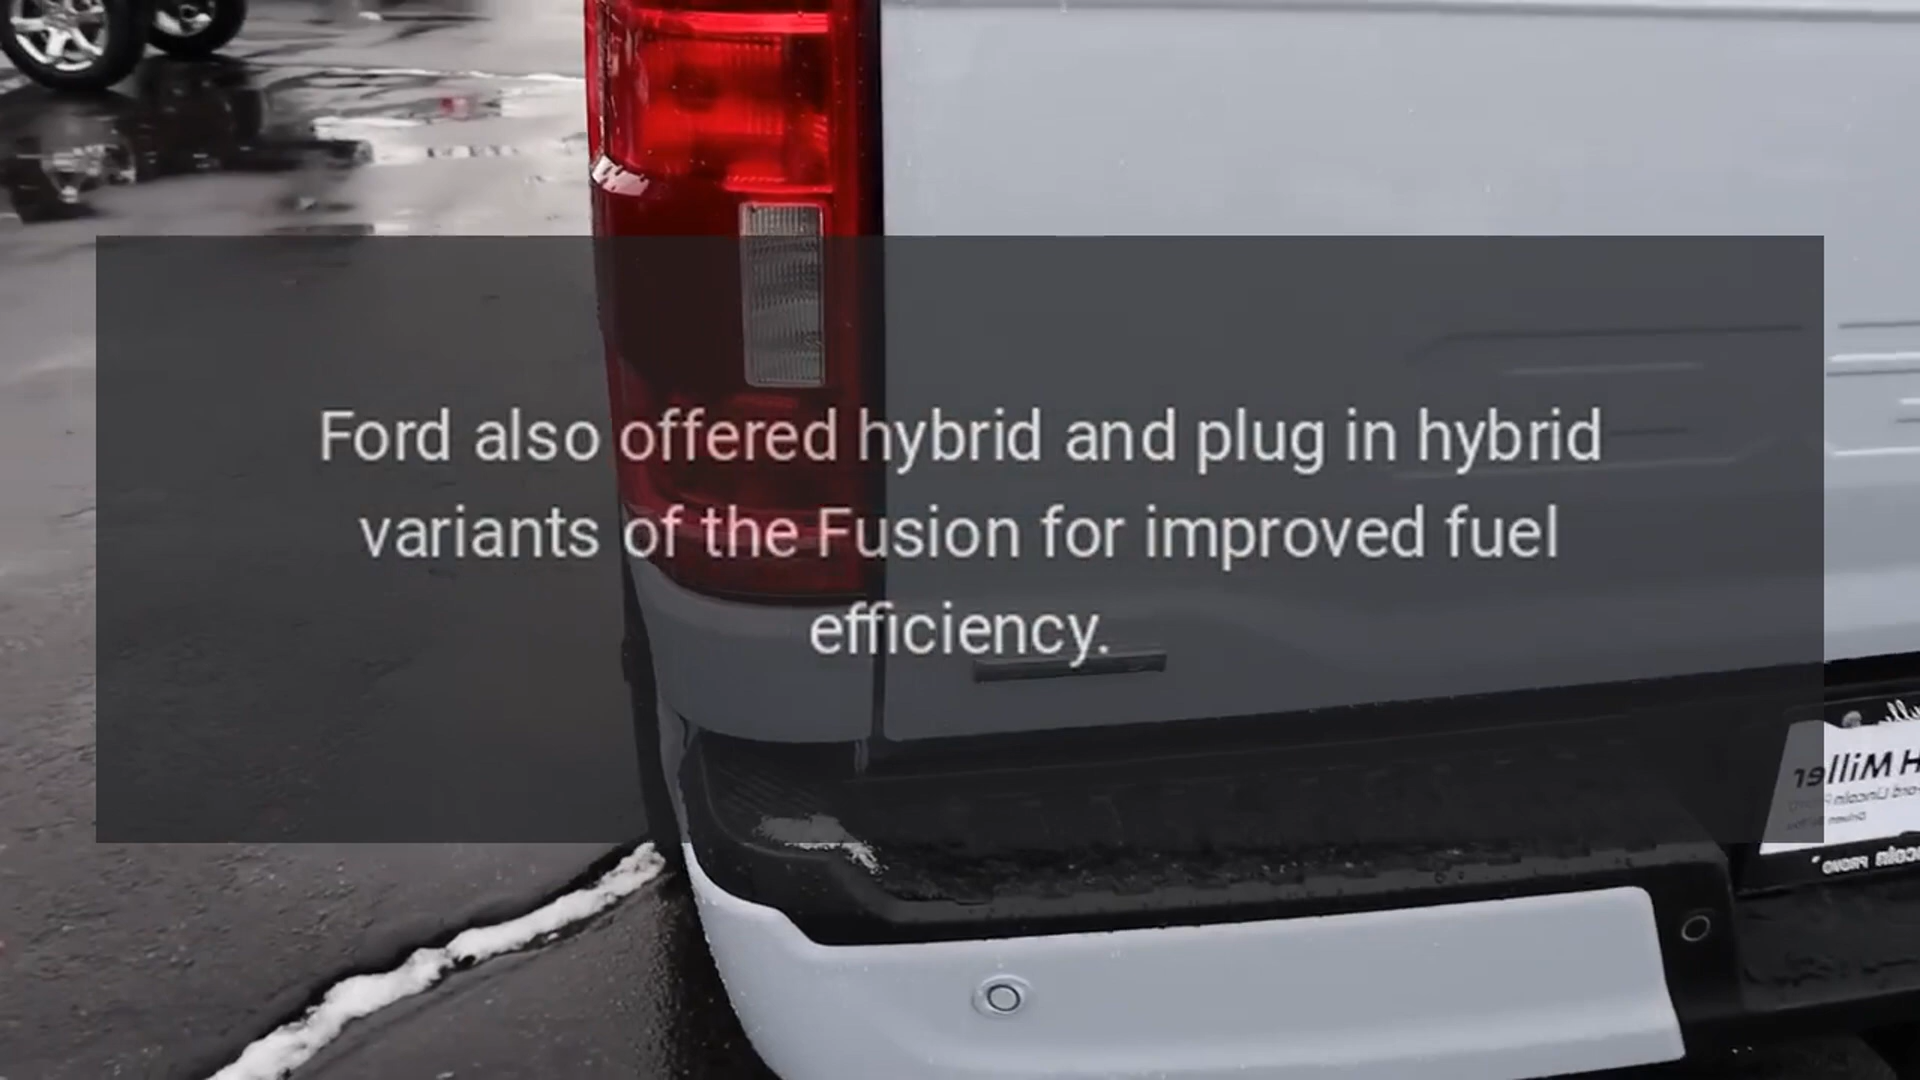 Ford also offered hybrid and plug in hybrid
variants of the Fusion for improved fuel
efficiency.
H Miller